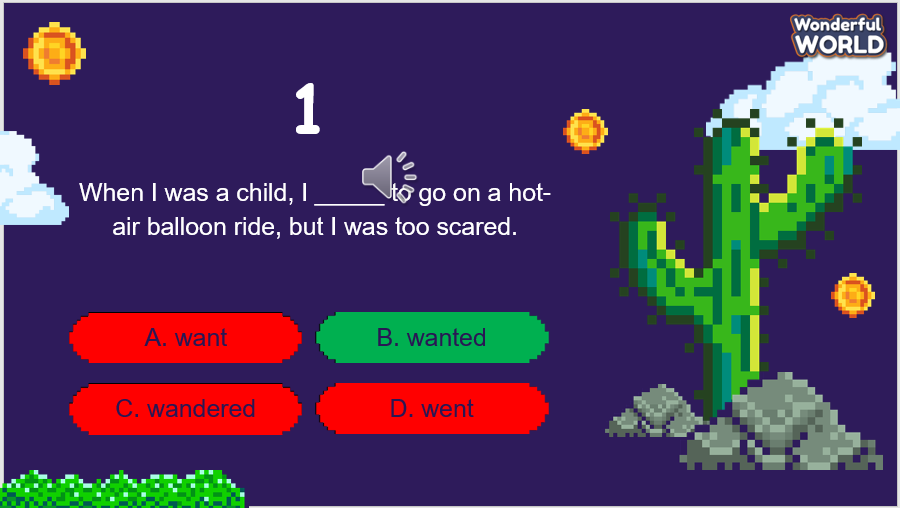 Wonderful
WORLD
1
When I was a child, I _____ to go on a hot-
air balloon ride, but I was too scared.
A. want
B. wanted
C. wandered
D. went